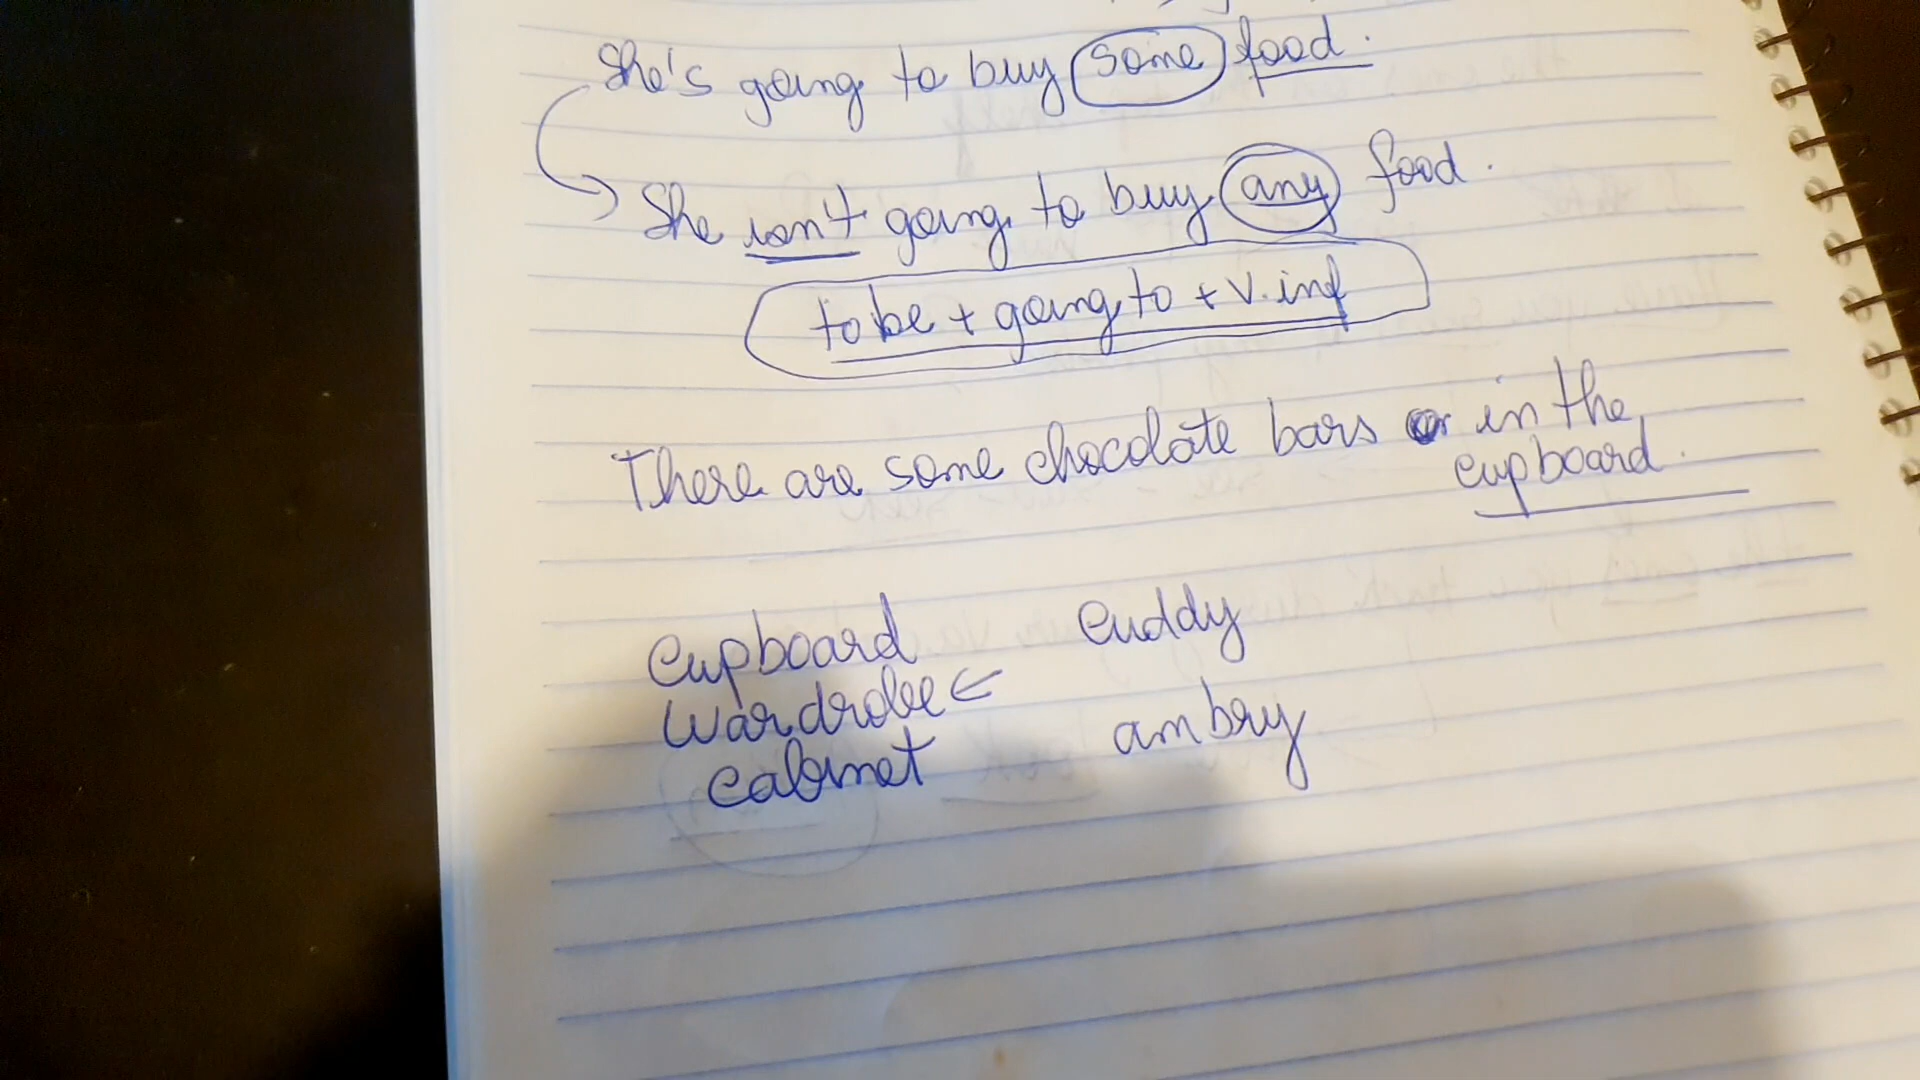 She's going to buy some food.
She isn't going to buy any food.
to be + going to + v. inf
There are some chocolate bars or in the
cupboard.
cupboard
cuddy
wardrobe
cabinet
ambry